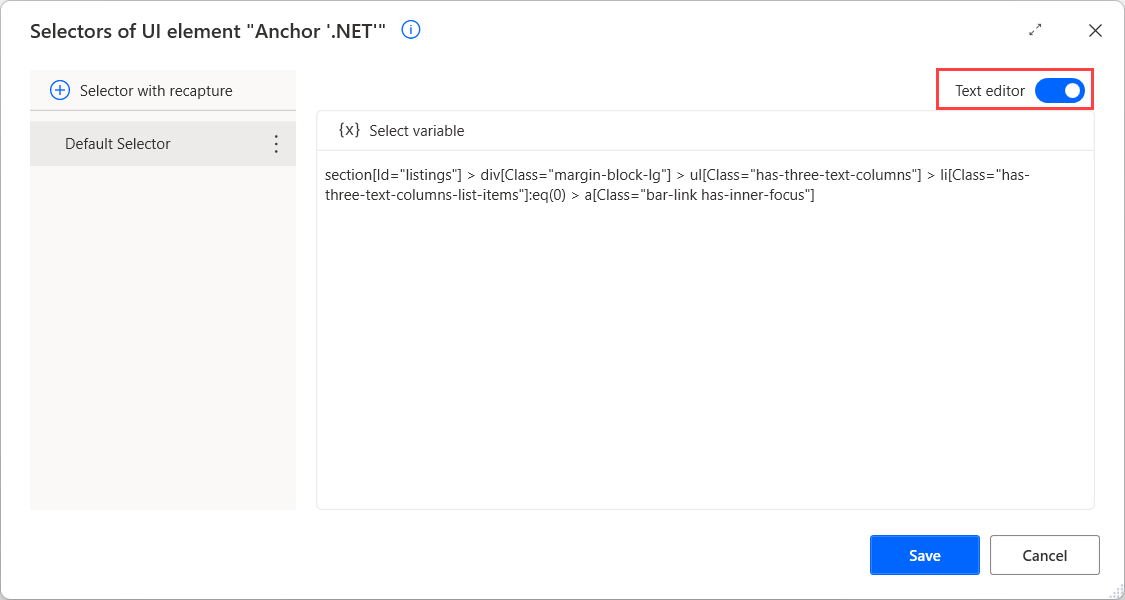 Selectors of UI element "Anchor '.NET'"
Selector with recapture
Text editor
Default Selector
{x} Select variable
section[Id="listings"] > div[Class="margin-block-lg"] > ul[Class="has-three-text-columns"] > li[Class="has-
three-text-columns-list-items"]:eq(0) > a[Class="bar-link has-inner-focus"]
Save
Cancel